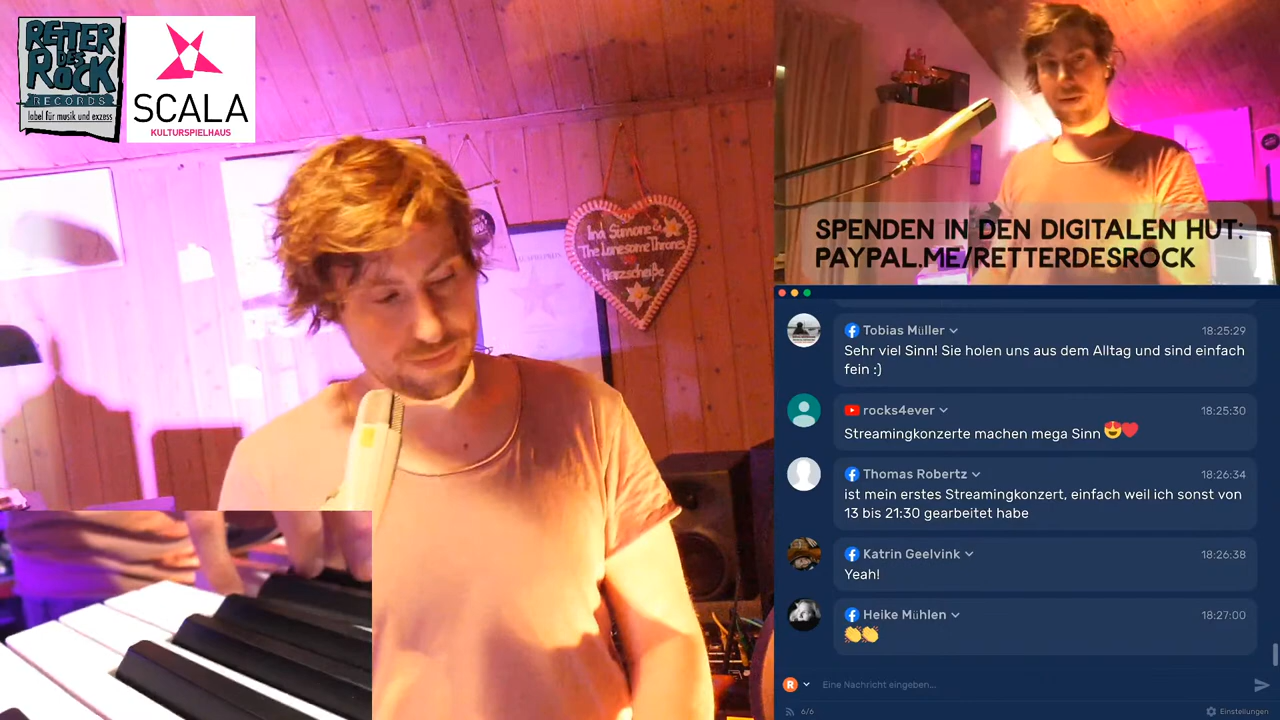 RETTER
DES
ROCK
RECORDS
label für musik und exzess
SCALA
KULTURSPIELHAUS
Ina Simone &
The Lonesome Thrones
Harzscheiße
SPENDEN IN DEN DIGITALEN HUT:
PAYPAL.ME/RETTERDESROCK
Tobias Müller
18:25:29
Sehr viel Sinn! Sie holen uns aus dem Alltag und sind einfach
fein :)
rocks4ever
18:25:30
Streamingkonzerte machen mega Sinn 😍❤️
Thomas Robertz
18:26:34
ist mein erstes Streamingkonzert, einfach weil ich sonst von
13 bis 21:30 gearbeitet habe
Katrin Geelvink
18:26:38
Yeah!
Heike Mühlen
18:27:00
👏👏
R
Eine Nachricht eingeben...
6/6
Einstellungen